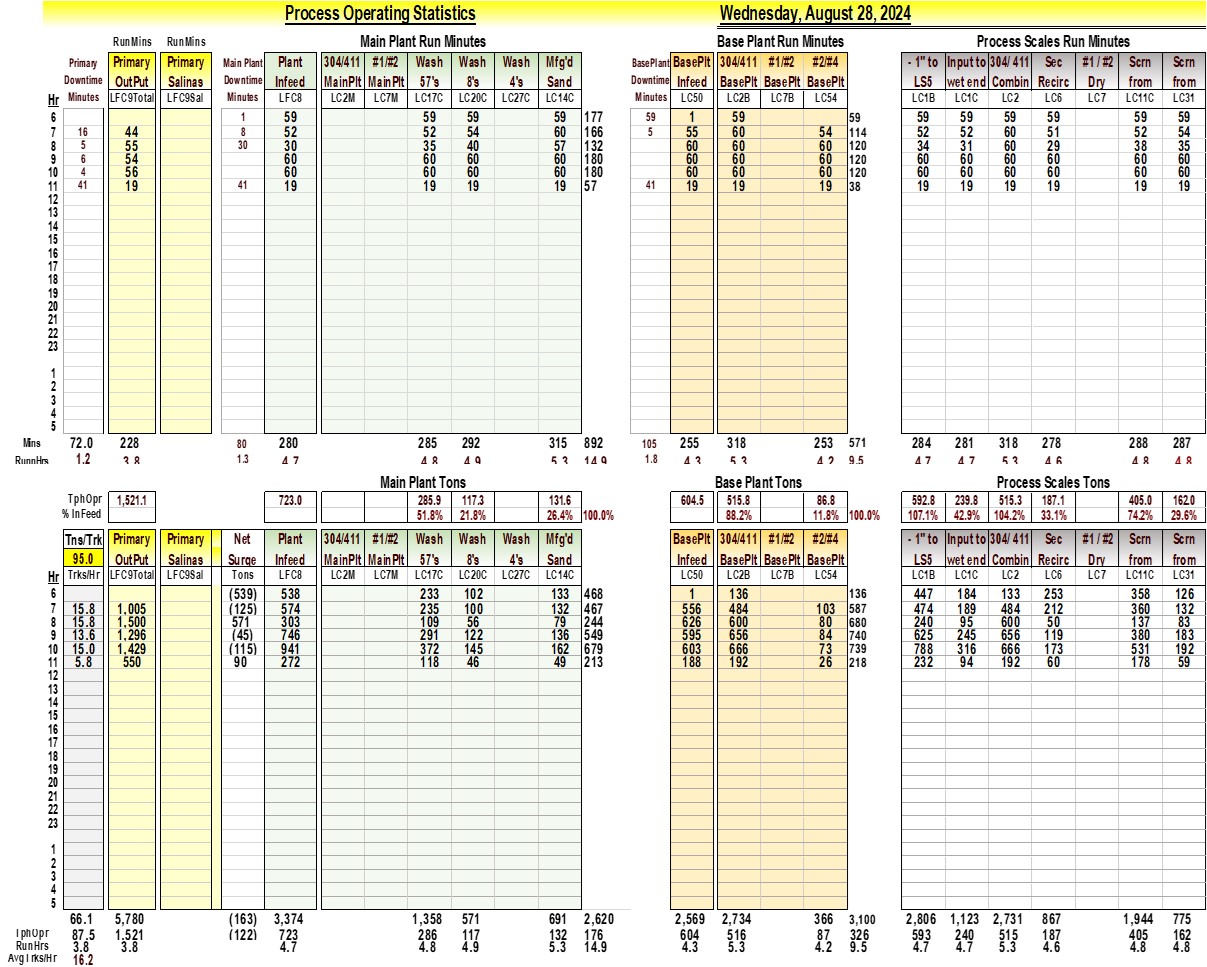 Process Operating Statistics Wednesday, August 28, 2024
RunMins RunMins Main Plant Run Minutes Base Plant Run Minutes Process Scales Run Minutes
Primary Primary Primary Main Plant Plant 304/411 #1/#2 Wash Wash Wash Mfg'd BasePlant BasePlt 304/411 #1/#2 #2/#4 - 1" to Input to 304/ 411 Sec #1 / #2 Scrn Scrn
Downtime OutPut Salinas Downtime Infeed MainPlt MainPlt 57's 8's 4's Sand Downtime Infeed BasePlt BasePlt BasePlt LS5 wet end Combin Recirc Dry from from
Hr Minutes LFC9Total LFC9Sal Minutes LFC8 LC2M LC7M LC17C LC20C LC27C LC14C Minutes LC50 LC2B LC7B LC54 LC1B LC1C LC2 LC6 LC7 LC11C LC31
6 1 59 59 59 59 177 59 1 59 59 59 59 59 59 59 59
7 16 44 8 52 52 54 60 166 5 55 60 54 114 52 52 60 51 52 54
8 5 55 30 30 35 40 57 132 60 60 60 120 34 31 60 29 38 35
9 6 54 60 60 60 60 180 60 60 60 120 60 60 60 60 60 60
10 4 56 60 60 60 60 180 60 60 60 120 60 60 60 60 60 60
11 41 19 41 19 19 19 19 57 41 19 19 19 38 19 19 19 19 19 19
12
13
14
15
16
17
18
19
20
21
22
23
1
2
3
4
5
Mins 72.0 228 80 280 285 292 315 892 105 255 318 253 571 284 281 318 278 288 287
RunnHrs 1.2 3.8 1.3 4.7 4.8 4.9 5.3 14.9 1.8 4.3 5.3 4.2 9.5 4.7 4.7 5.3 4.6 4.8 4.8
Main Plant Tons Base Plant Tons Process Scales Tons
TphOpr 1,521.1 723.0 285.9 117.3 131.6 604.5 515.8 86.8 592.8 239.8 515.3 187.1 405.0 162.0
% InFeed 51.8% 21.8% 26.4% 100.0% 88.2% 11.8% 100.0% 107.1% 42.9% 104.2% 33.1% 74.2% 29.6%
Tns/Trk Primary Primary Net Plant 304/411 #1/#2 Wash Wash Wash Mfg'd BasePlt 304/411 #1/#2 #2/#4 - 1" to Input to 304/ 411 Sec #1 / #2 Scrn Scrn
95.0 OutPut Salinas Surge Infeed MainPlt MainPlt 57's 8's 4's Sand Infeed BasePlt BasePlt BasePlt LS5 wet end Combin Recirc Dry from from
Hr Trks/Hr LFC9Total LFC9Sal Tons LFC8 LC2M LC7M LC17C LC20C LC27C LC14C LC50 LC2B LC7B LC54 LC1B LC1C LC2 LC6 LC7 LC11C LC31
6 (539) 538 233 102 133 468 1 136 136 447 184 133 253 358 126
7 15.8 1,005 (125) 574 235 100 132 467 556 484 103 587 474 189 484 212 360 132
8 15.8 1,500 571 303 109 56 79 244 626 600 80 680 240 95 600 50 137 83
9 13.6 1,296 (45) 746 291 122 136 549 595 656 84 740 625 245 656 119 380 183
10 15.0 1,429 (115) 941 372 145 162 679 603 666 73 739 788 316 666 173 531 192
11 5.8 550 90 272 118 46 49 213 188 192 26 218 232 94 192 60 178 59
12
13
14
15
16
17
18
19
20
21
22
23
1
2
3
4
5
66.1 5,780 (163) 3,374 1,358 571 691 2,620 2,569 2,734 366 3,100 2,806 1,123 2,731 867 1,944 775
TphOpr 87.5 1,521 (122) 723 286 117 132 176 604 516 87 326 593 240 515 187 405 162
RunHrs 3.8 3.8 4.7 4.8 4.9 5.3 14.9 4.3 5.3 4.2 9.5 4.7 4.7 5.3 4.6 4.8 4.8
AvgTrks/Hr 16.2